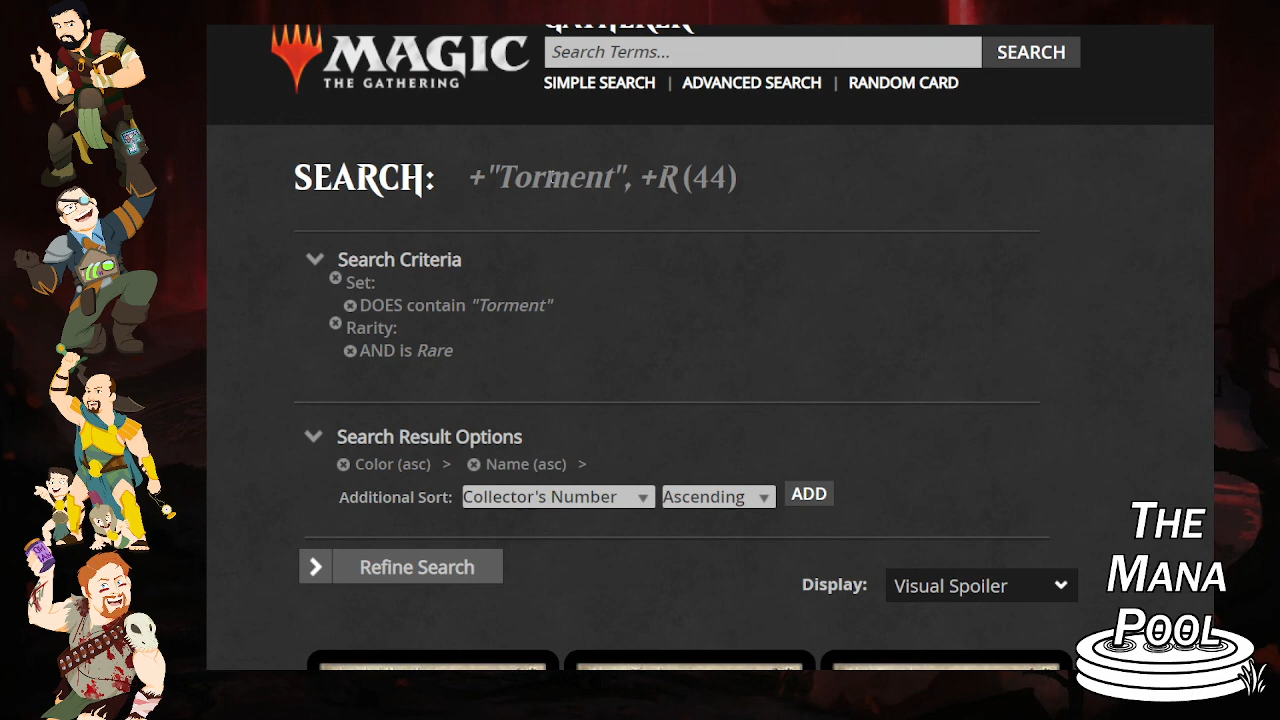 GATHERER
MAGIC
THE GATHERING
Search Terms...
SEARCH
SIMPLE SEARCH | ADVANCED SEARCH | RANDOM CARD
SEARCH: +"Torment", +R (44)
Search Criteria
Set:
DOES contain "Torment"
Rarity:
AND is Rare
Search Result Options
Color (asc) > Name (asc) >
Additional Sort: Collector's Number Ascending ADD
Refine Search
Display: Visual Spoiler
THE
MANA
POOL